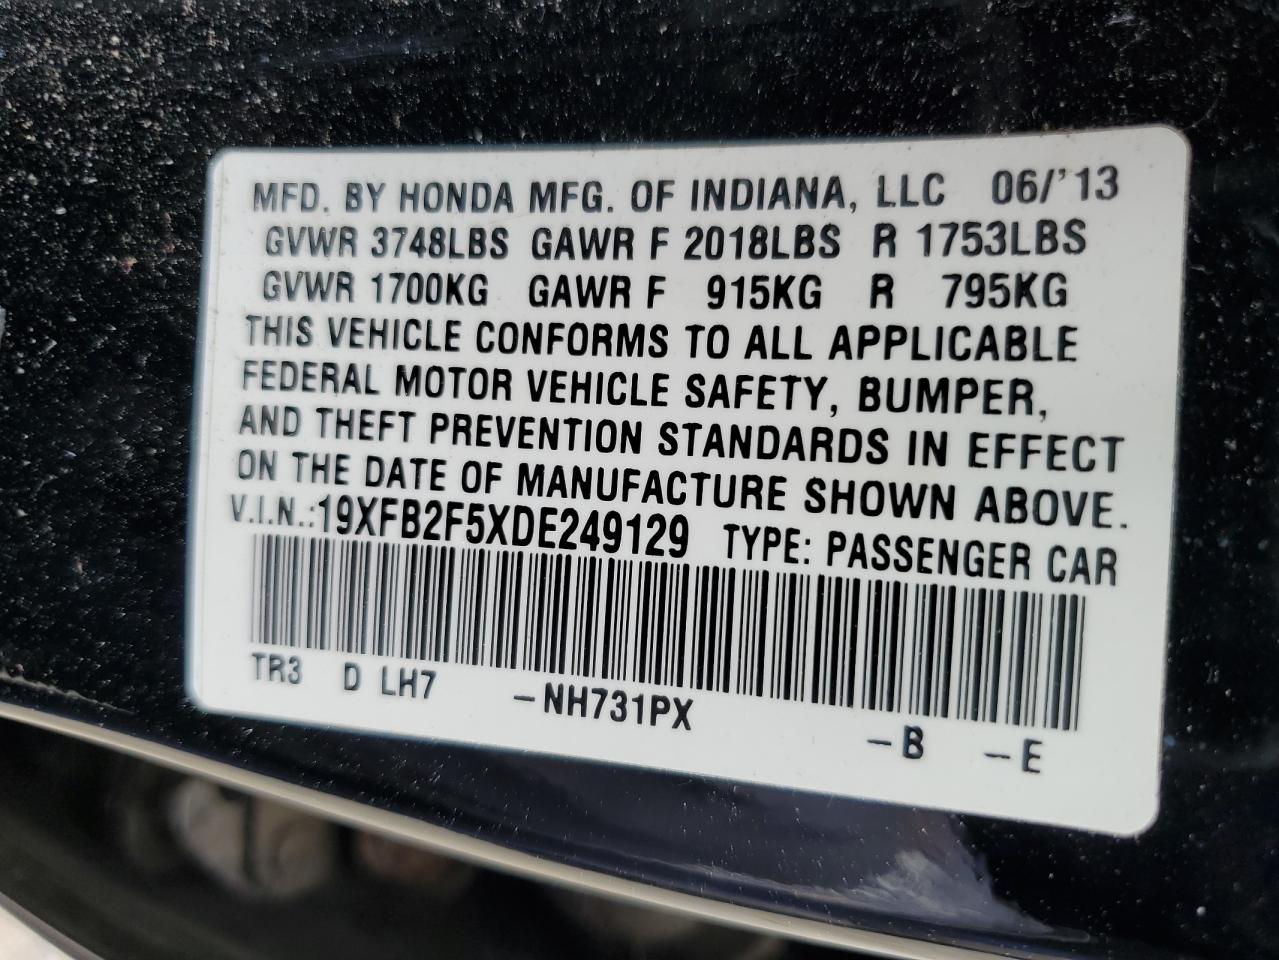 MFD. BY HONDA MFG. OF INDIANA, LLC 06/'13
GVWR 3748LBS GAWR F 2018LBS R 1753LBS
GVWR 1700KG GAWR F 915KG R 795KG
THIS VEHICLE CONFORMS TO ALL APPLICABLE
FEDERAL MOTOR VEHICLE SAFETY, BUMPER,
AND THEFT PREVENTION STANDARDS IN EFFECT
ON THE DATE OF MANUFACTURE SHOWN ABOVE.
V.I.N.:19XFB2F5XDE249129 TYPE: PASSENGER CAR
TR3 D LH7 -NH731PX -B -E